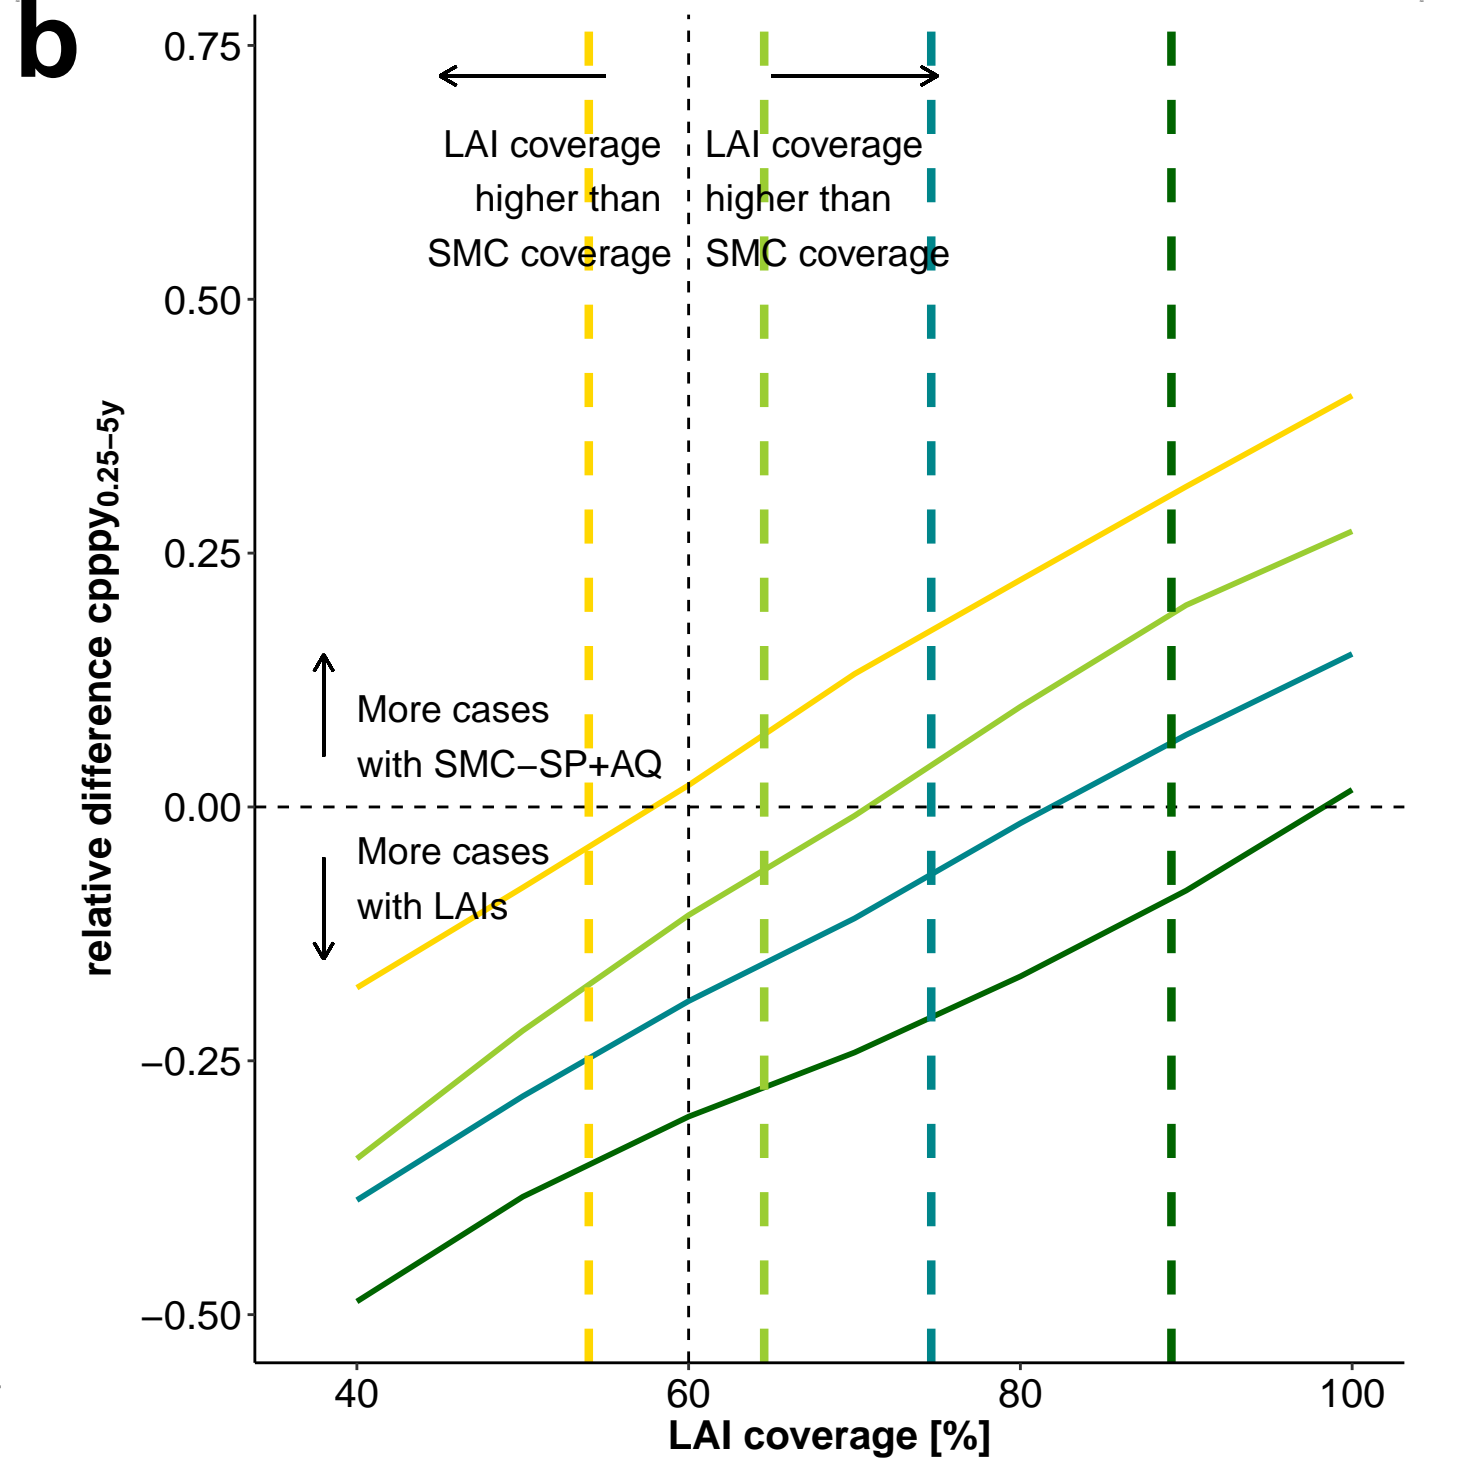 b
0.75
0.50
0.25
0.00
−0.25
−0.50
relative difference cpppy0.25−5y
LAI coverage
higher than
SMC coverage
LAI coverage
higher than
SMC coverage
More cases
with SMC−SP+AQ
More cases
with LAIs
40 60 80 100
LAI coverage [%]